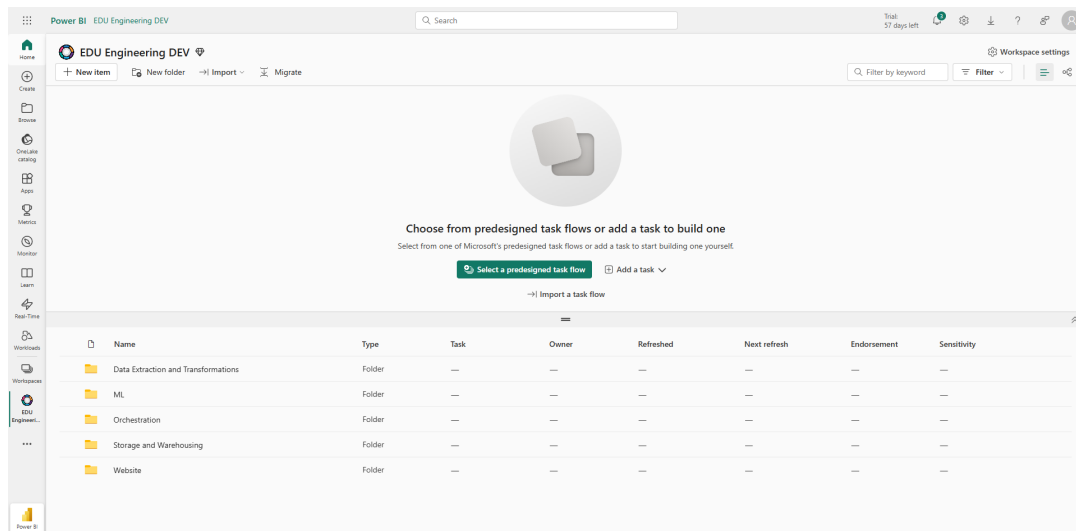 Power BI EDU Engineering DEV
Search
Trial:
57 days left
3
Home
Create
Browse
OneLake
catalog
Apps
Metrics
Monitor
Learn
Real-Time
Workloads
Workspaces
EDU
Engineeri...
Power BI
EDU Engineering DEV
Workspace settings
New item
New folder
Import
Migrate
Filter by keyword
Filter
Choose from predesigned task flows or add a task to build one
Select from one of Microsoft's predesigned task flows or add a task to start building one yourself.
Select a predesigned task flow
Add a task
Import a task flow
Name Type Task Owner Refreshed Next refresh Endorsement Sensitivity
Data Extraction and Transformations Folder — — — — — —
ML Folder — — — — — —
Orchestration Folder — — — — — —
Storage and Warehousing Folder — — — — — —
Website Folder — — — — — —